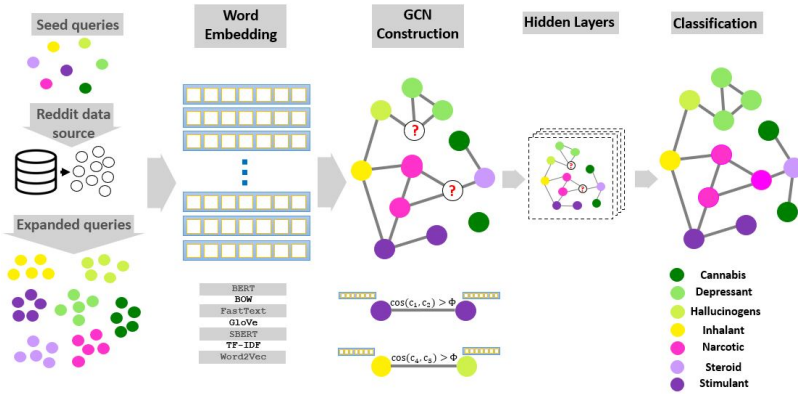 Seed queries
Reddit data
source
Expanded queries
Word
Embedding
BERT
BOW
FastText
GloVe
SBERT
TF-IDF
Word2Vec
GCN
Construction
?
?
cos(c₁, c₂) > Φ
cos(c₄, c₅) > Φ
Hidden Layers
?
?
Classification
Cannabis
Depressant
Hallucinogens
Inhalant
Narcotic
Steroid
Stimulant